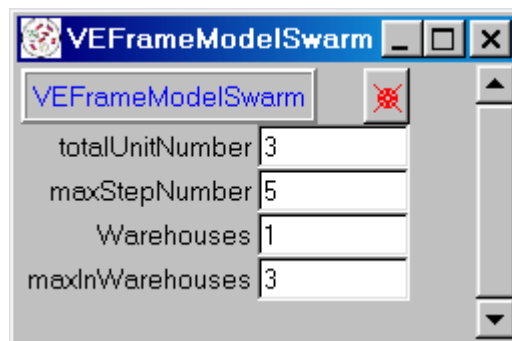 VEFrameModelSwarm
VEFrameModelSwarm
totalUnitNumber 3
maxStepNumber 5
Warehouses 1
maxInWarehouses 3